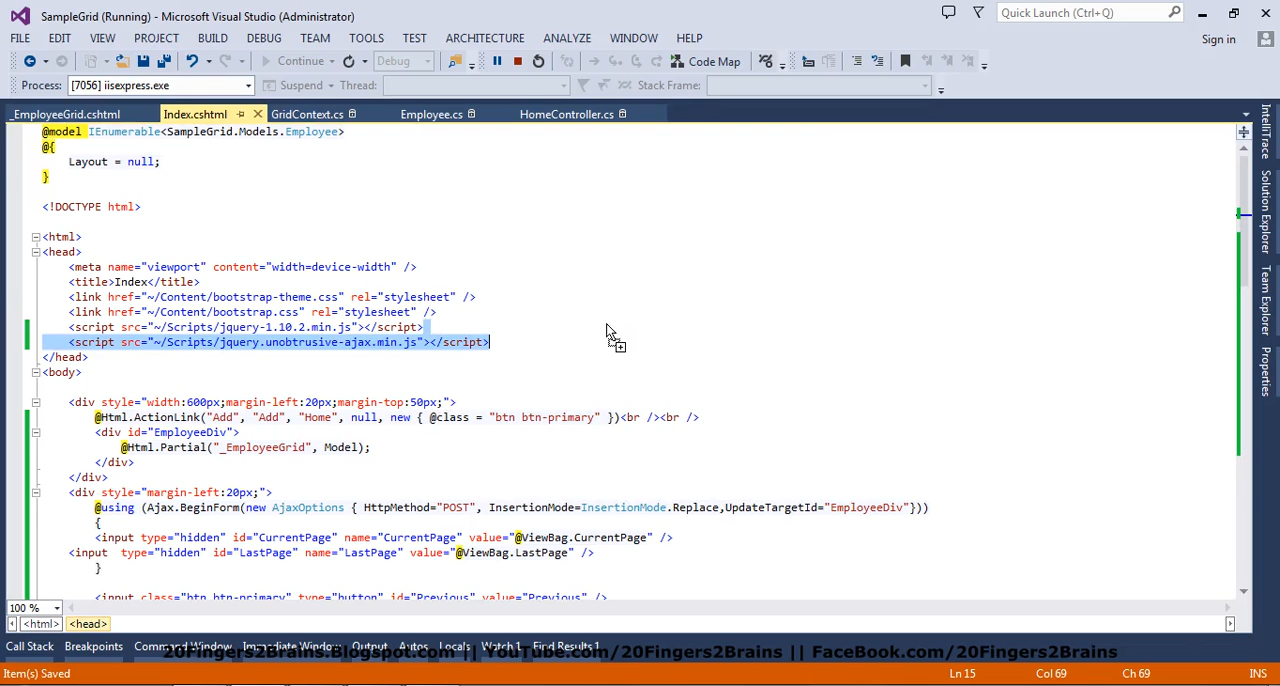 SampleGrid (Running) - Microsoft Visual Studio (Administrator)
Quick Launch (Ctrl+Q)
FILE EDIT VIEW PROJECT BUILD DEBUG TEAM TOOLS TEST ARCHITECTURE ANALYZE WINDOW HELP
Sign in
Continue Debug Code Map
Process: [7056] iisexpress.exe Suspend Thread: Stack Frame:
_EmployeeGrid.cshtml Index.cshtml GridContext.cs Employee.cs HomeController.cs
@model IEnumerable<SampleGrid.Models.Employee>
@{
Layout = null;
}
<!DOCTYPE html>
<html>
<head>
<meta name="viewport" content="width=device-width" />
<title>Index</title>
<link href="~/Content/bootstrap-theme.css" rel="stylesheet" />
<link href="~/Content/bootstrap.css" rel="stylesheet" />
<script src="~/Scripts/jquery-1.10.2.min.js"></script>
<script src="~/Scripts/jquery.unobtrusive-ajax.min.js"></script>
</head>
<body>
<div style="width:600px;margin-left:20px;margin-top:50px;">
@Html.ActionLink("Add", "Add", "Home", null, new { @class = "btn btn-primary" })<br /><br />
<div id="EmployeeDiv">
@Html.Partial("_EmployeeGrid", Model);
</div>
</div>
<div style="margin-left:20px;">
@using (Ajax.BeginForm(new AjaxOptions { HttpMethod="POST", InsertionMode=InsertionMode.Replace,UpdateTargetId="EmployeeDiv"}))
{
<input type="hidden" id="CurrentPage" name="CurrentPage" value="@ViewBag.CurrentPage" />
<input type="hidden" id="LastPage" name="LastPage" value="@ViewBag.LastPage" />
}
<input class="btn btn-primary" type="button" id="Previous" value="Previous" />
IntelliTrace
Solution Explorer
Team Explorer
Properties
100 %
<html> <head>
Call Stack Breakpoints Command Window Immediate Window Output Autos Locals Watch 1 Find Results 1
20Fingers2Brains.Blogspot.com || YouTube.com/20Fingers2Brains || FaceBook.com/20Fingers2Brains
Item(s) Saved Ln 15 Col 69 Ch 69 INS